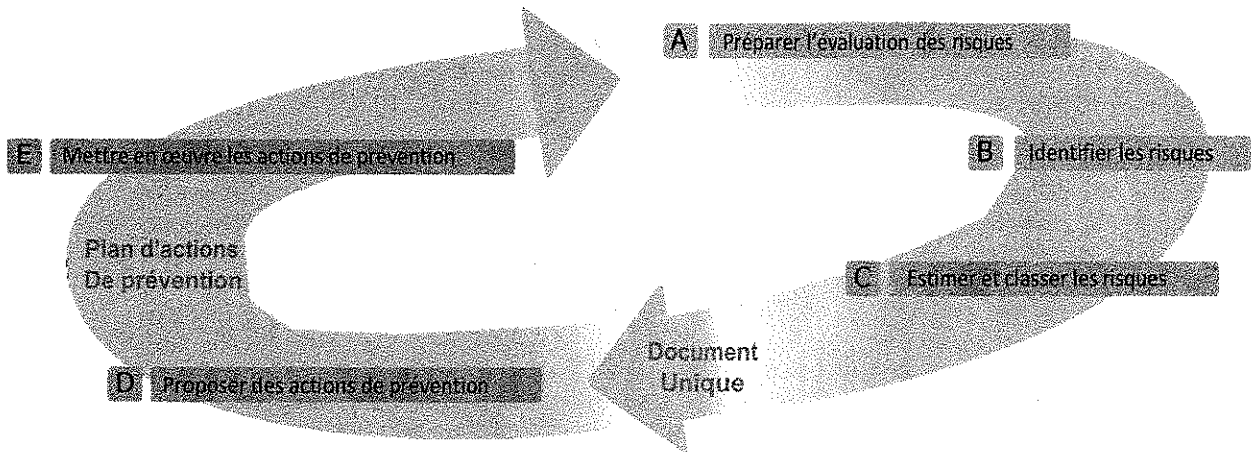 A Préparer l'évaluation des risques
B Identifier les risques
C Estimer et classer les risques
Document
Unique
D Proposer des actions de prévention
Plan d'actions
De prévention
E Mettre en œuvre les actions de prévention